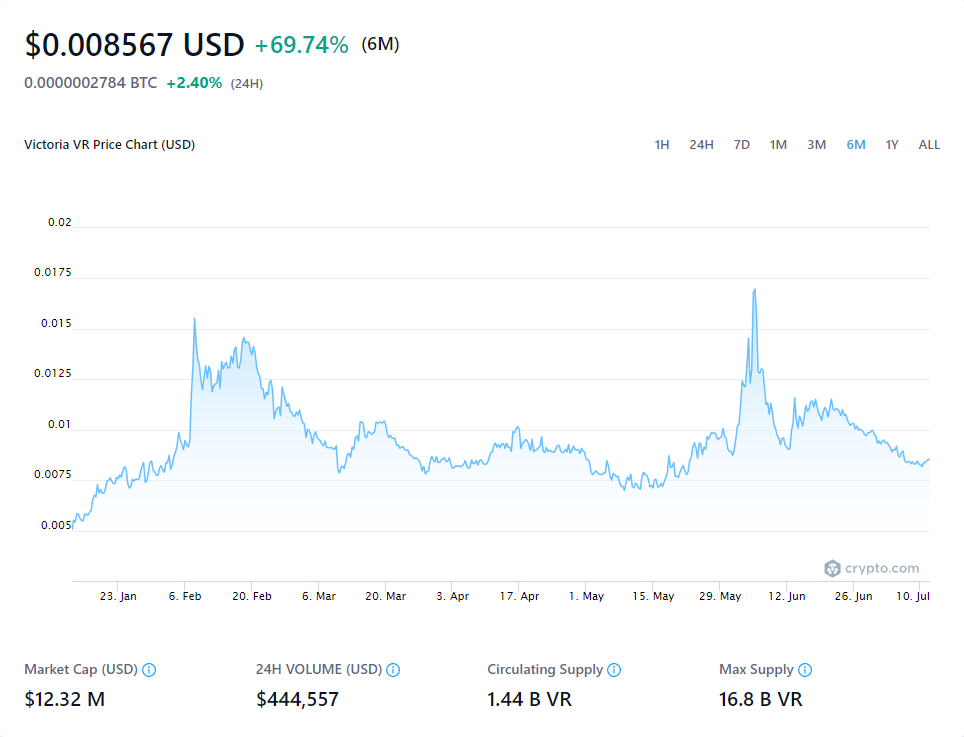 $0.008567 USD +69.74% (6M)
0.0000002784 BTC +2.40% (24H)
Victoria VR Price Chart (USD) 1H 24H 7D 1M 3M 6M 1Y ALL
0.02
0.0175
0.015
0.0125
0.01
0.0075
0.005
crypto.com
23. Jan 6. Feb 20. Feb 6. Mar 20. Mar 3. Apr 17. Apr 1. May 15. May 29. May 12. Jun 26. Jun 10. Jul
Market Cap (USD) 24H VOLUME (USD) Circulating Supply Max Supply
$12.32 M $444,557 1.44 B VR 16.8 B VR